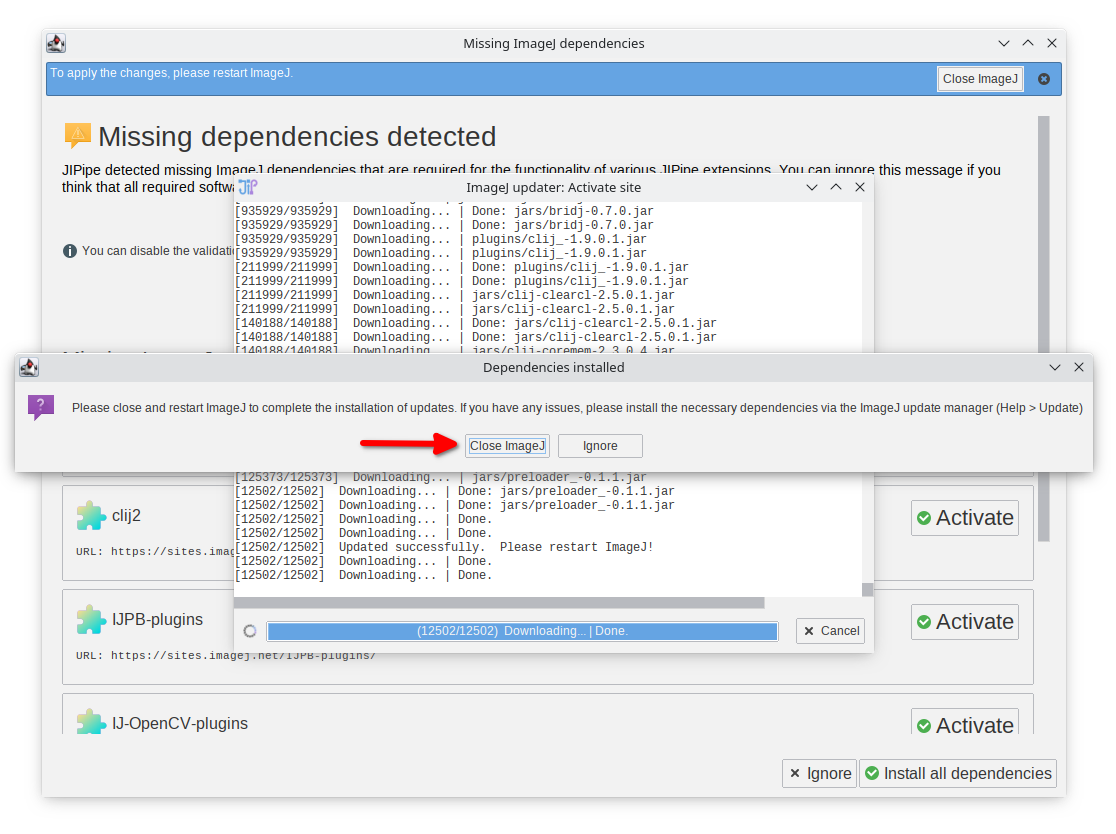 Missing ImageJ dependencies
To apply the changes, please restart ImageJ.
Close ImageJ
Missing dependencies detected
JIPipe detected missing ImageJ dependencies that are required for the functionality of various JIPipe extensions. You can ignore this message if you
think that all required softwa
JIP
ImageJ updater: Activate site
[935929/935929]  Downloading... | Done: jars/bridj-0.7.0.jar
[935929/935929]  Downloading... | Done: jars/bridj-0.7.0.jar
[935929/935929]  Downloading... | plugins/clij_-1.9.0.1.jar
You can disable the validatio
[935929/935929]  Downloading... | plugins/clij_-1.9.0.1.jar
[211999/211999]  Downloading... | Done: plugins/clij_-1.9.0.1.jar
[211999/211999]  Downloading... | Done: plugins/clij_-1.9.0.1.jar
[211999/211999]  Downloading... | jars/clij-clearcl-2.5.0.1.jar
[211999/211999]  Downloading... | jars/clij-clearcl-2.5.0.1.jar
[140188/140188]  Downloading... | Done: jars/clij-clearcl-2.5.0.1.jar
[140188/140188]  Downloading... | Done: jars/clij-clearcl-2.5.0.1.jar
[140188/140188]  Downloading... | jars/clij-coremem-2.3.0.4.jar
Dependencies installed
Please close and restart ImageJ to complete the installation of updates. If you have any issues, please install the necessary dependencies via the ImageJ update manager (Help > Update)
Close ImageJ
Ignore
[125373/125373]  Downloading... | jars/preloader_-0.1.1.jar
[12502/12502]  Downloading... | Done: jars/preloader_-0.1.1.jar
[12502/12502]  Downloading... | Done: jars/preloader_-0.1.1.jar
[12502/12502]  Downloading... | Done.
[12502/12502]  Downloading... | Done.
[12502/12502]  Updated successfully.  Please restart ImageJ!
[12502/12502]  Downloading... | Done.
[12502/12502]  Downloading... | Done.
clij2
Activate
URL: https://sites.imag
IJPB-plugins
Activate
(12502/12502)  Downloading... | Done.
Cancel
URL: https://sites.imagej.net/IJPB-plugins/
IJ-OpenCV-plugins
Activate
Ignore
Install all dependencies